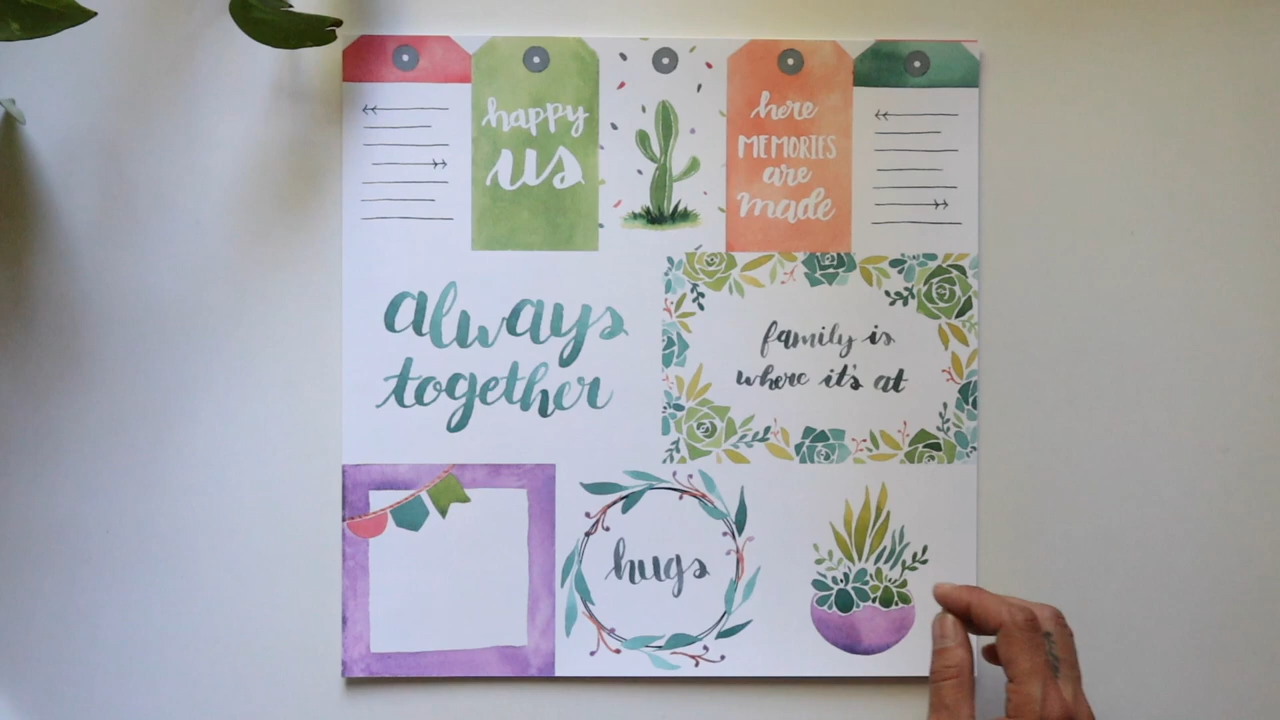 happy
us
here
MEMORIES
are
made
always
together
family is
where it's at
hugs